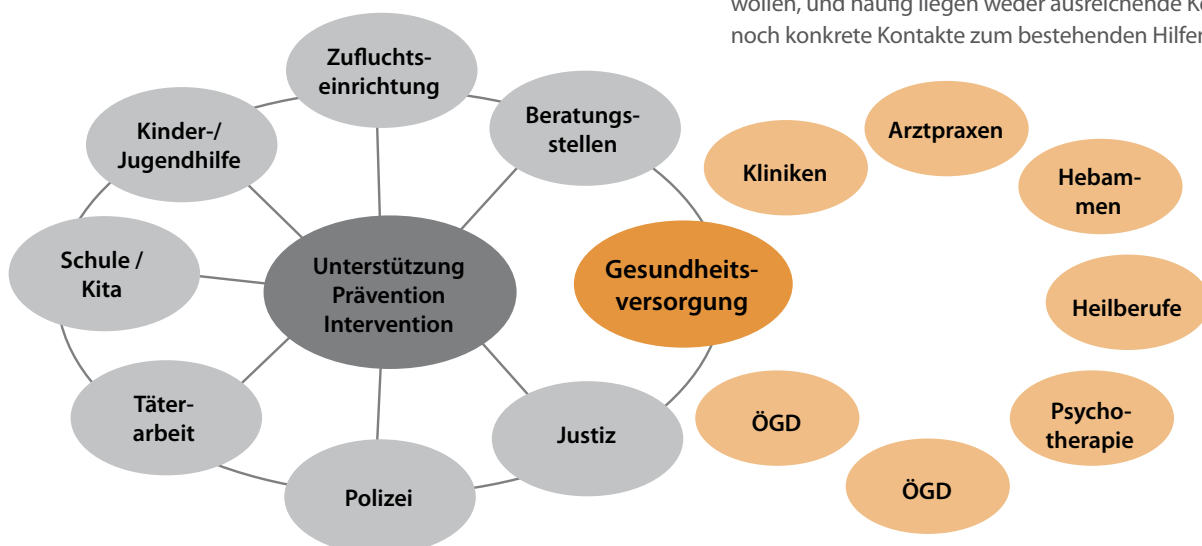 wollen, und häufig liegen weder ausreichende
noch konkrete Kontakte zum bestehenden
Zufluchts-
einrichtung
Kinder-/
Jugendhilfe
Beratungs-
stellen
Schule /
Kita
Unterstützung
Prävention
Intervention
Gesundheits-
versorgung
Täter-
arbeit
Polizei
Justiz
Kliniken
Arztpraxen
Hebam-
men
Heilberufe
Psycho-
therapie
ÖGD
ÖGD